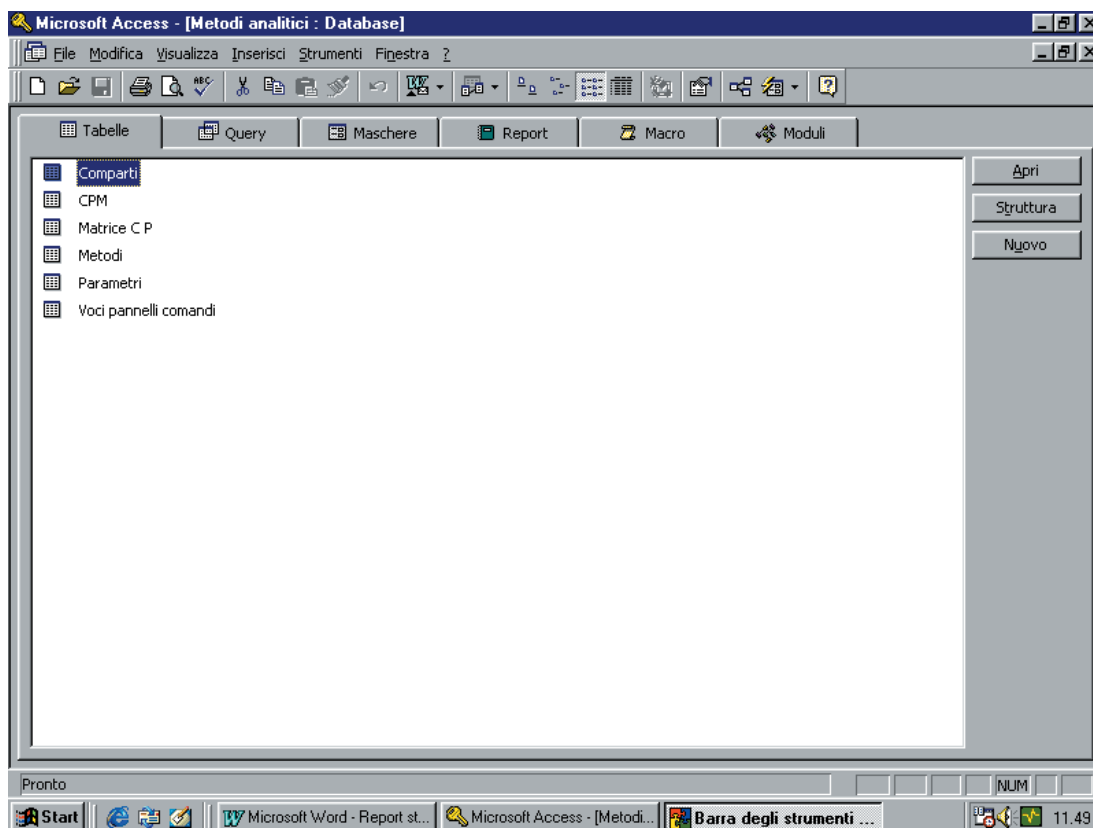 Microsoft Access - [Metodi analitici : Database]
File Modifica Visualizza Inserisci Strumenti Finestra ?
Tabelle Query Maschere Report Macro Moduli
Comparti
CPM
Matrice C P
Metodi
Parametri
Voci pannelli comandi
Apri
Struttura
Nuovo
Pronto NUM
Start Microsoft Word - Report st... Microsoft Access - [Metodi... Barra degli strumenti ... 11.49